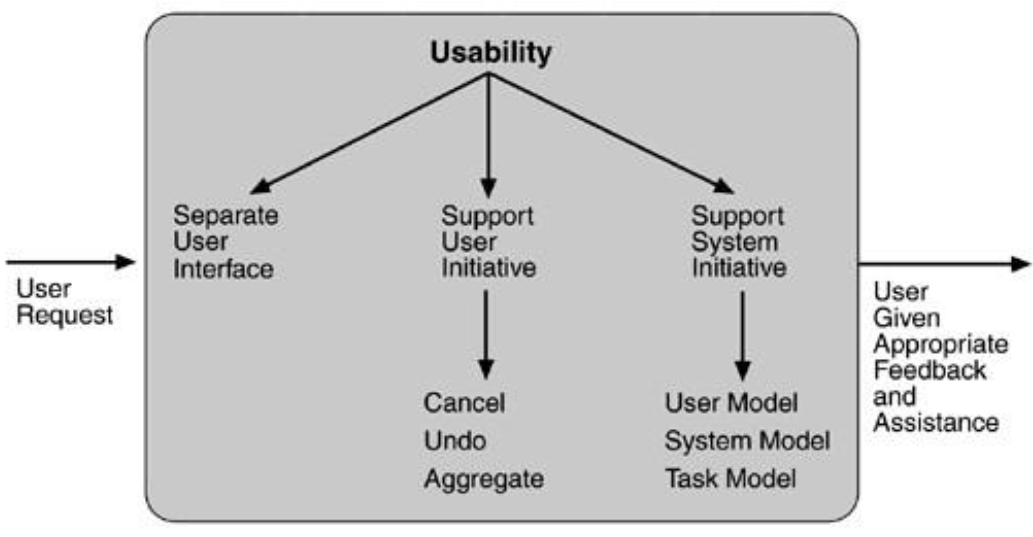 Usability
Separate
User
Interface
Support
User
Initiative
Support
System
Initiative
User
Request
User
Given
Appropriate
Feedback
and
Assistance
Cancel
Undo
Aggregate
User Model
System Model
Task Model